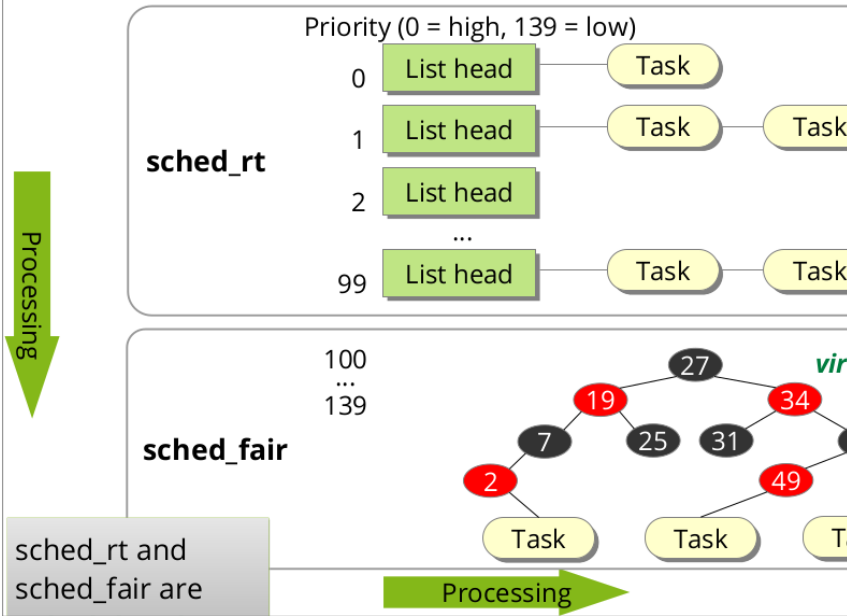 Priority (0 = high, 139 = low)
0 List head Task
1 List head Task Task
sched_rt
2 List head
...
99 List head Task Task
Processing
100
...
139
27
vir
19 34
7 25 31
sched_fair
2 49
Task Task Ta
sched_rt and
sched_fair are
Processing